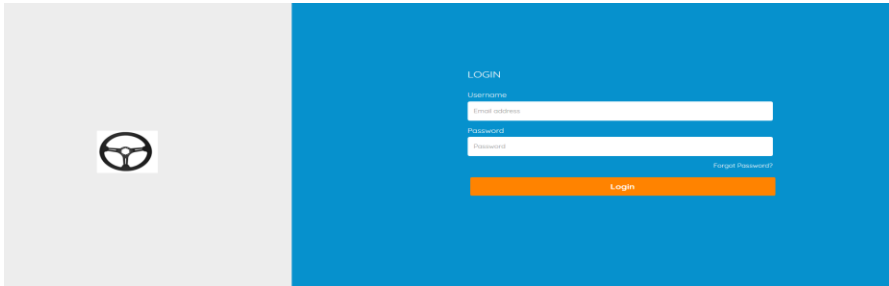 LOGIN
Username
Email address
Password
Password
Forgot Password?
Login